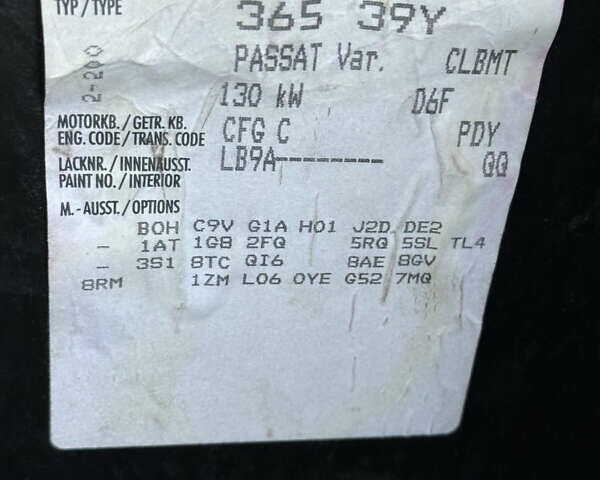 TYP / TYPE 365 39Y
2-200
PASSAT Var. CLBMT
130 kW D6F
MOTORKB. / GETR. KB.
ENG. CODE / TRANS. CODE CFG C PDY
LACKNR. / INNENAUSST. LB9A------- QQ
PAINT NO. / INTERIOR
M. - AUSST. / OPTIONS
B0H C9V G1A H01 J2D DE2
- 1AT 1G8 2FQ 5RQ 5SL TL4
- 3S1 8TC QI6 8AE 8GV
8RM 1ZM L06 0YE G52 7MQ